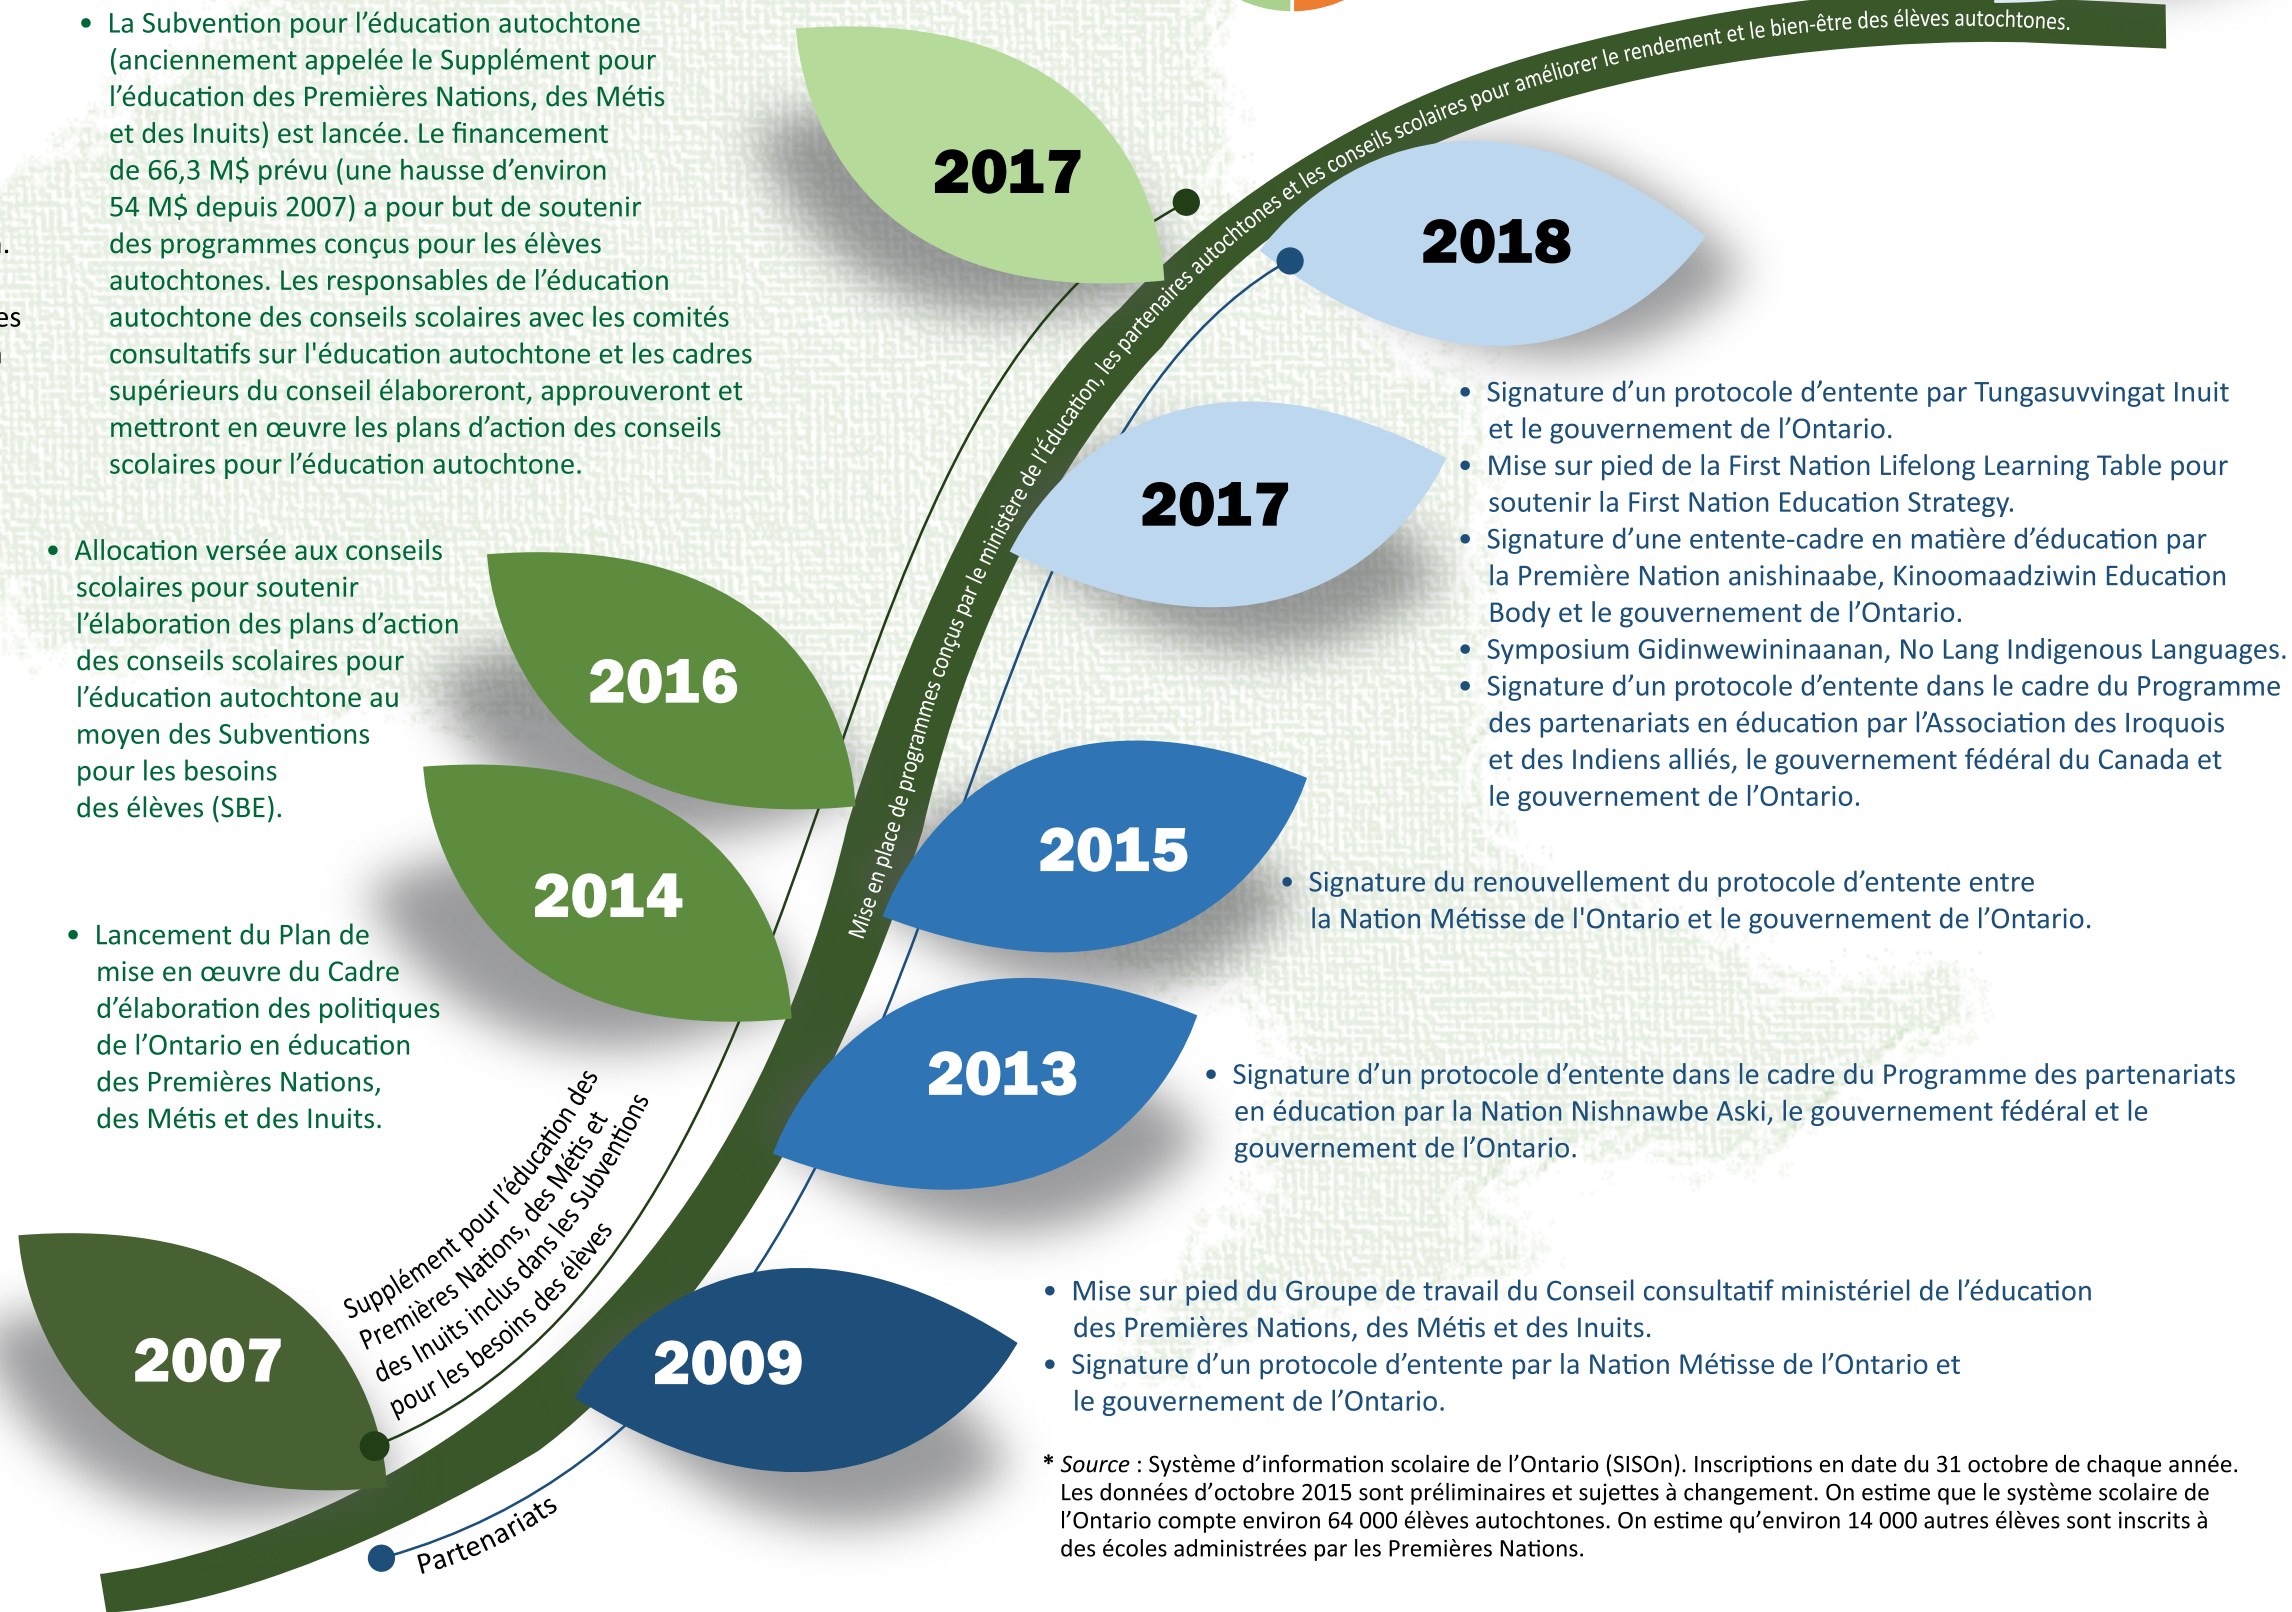 • La Subvention pour l’éducation autochtone
(anciennement appelée le Supplément pour
l’éducation des Premières Nations, des Métis
et des Inuits) est lancée. Le financement
de 66,3 M$ prévu (une hausse d’environ
54 M$ depuis 2007) a pour but de soutenir
des programmes conçus pour les élèves
autochtones. Les responsables de l’éducation
autochtone des conseils scolaires avec les comités
consultatifs sur l'éducation autochtone et les cadres
supérieurs du conseil élaboreront, approuveront et
mettront en œuvre les plans d’action des conseils
scolaires pour l’éducation autochtone.
2017
• Allocation versée aux conseils
scolaires pour soutenir
l’élaboration des plans d’action
des conseils scolaires pour
l’éducation autochtone au
moyen des Subventions
pour les besoins
des élèves (SBE).
2016
2014
• Lancement du Plan de
mise en œuvre du Cadre
d’élaboration des politiques
de l’Ontario en éducation
des Premières Nations,
des Métis et des Inuits.
Supplément pour l’éducation des
Premières Nations, des Métis et
des Inuits inclus dans les Subventions
pour les besoins des élèves
2007
Mise en place de programmes conçus par le ministère de l’Éducation, les partenaires autochtones et les conseils scolaires pour améliorer le rendement et le bien-être des élèves autochtones.
2018
2017
• Signature d’un protocole d’entente par Tungasuvvingat Inuit
et le gouvernement de l’Ontario.
• Mise sur pied de la First Nation Lifelong Learning Table pour
soutenir la First Nation Education Strategy.
• Signature d’une entente-cadre en matière d’éducation par
la Première Nation anishinaabe, Kinoomaadziwin Education
Body et le gouvernement de l’Ontario.
• Symposium Gidinwewininaanan, No Lang Indigenous Languages.
• Signature d’un protocole d’entente dans le cadre du Programme
des partenariats en éducation par l’Association des Iroquois
et des Indiens alliés, le gouvernement fédéral du Canada et
le gouvernement de l’Ontario.
2015
• Signature du renouvellement du protocole d’entente entre
la Nation Métisse de l'Ontario et le gouvernement de l’Ontario.
2013
• Signature d’un protocole d’entente dans le cadre du Programme des partenariats
en éducation par la Nation Nishnawbe Aski, le gouvernement fédéral et le
gouvernement de l’Ontario.
2009
• Mise sur pied du Groupe de travail du Conseil consultatif ministériel de l’éducation
des Premières Nations, des Métis et des Inuits.
• Signature d’un protocole d’entente par la Nation Métisse de l’Ontario et
le gouvernement de l’Ontario.
Partenariats
* Source : Système d’information scolaire de l’Ontario (SISOn). Inscriptions en date du 31 octobre de chaque année.
Les données d’octobre 2015 sont préliminaires et sujettes à changement. On estime que le système scolaire de
l’Ontario compte environ 64 000 élèves autochtones. On estime qu’environ 14 000 autres élèves sont inscrits à
des écoles administrées par les Premières Nations.